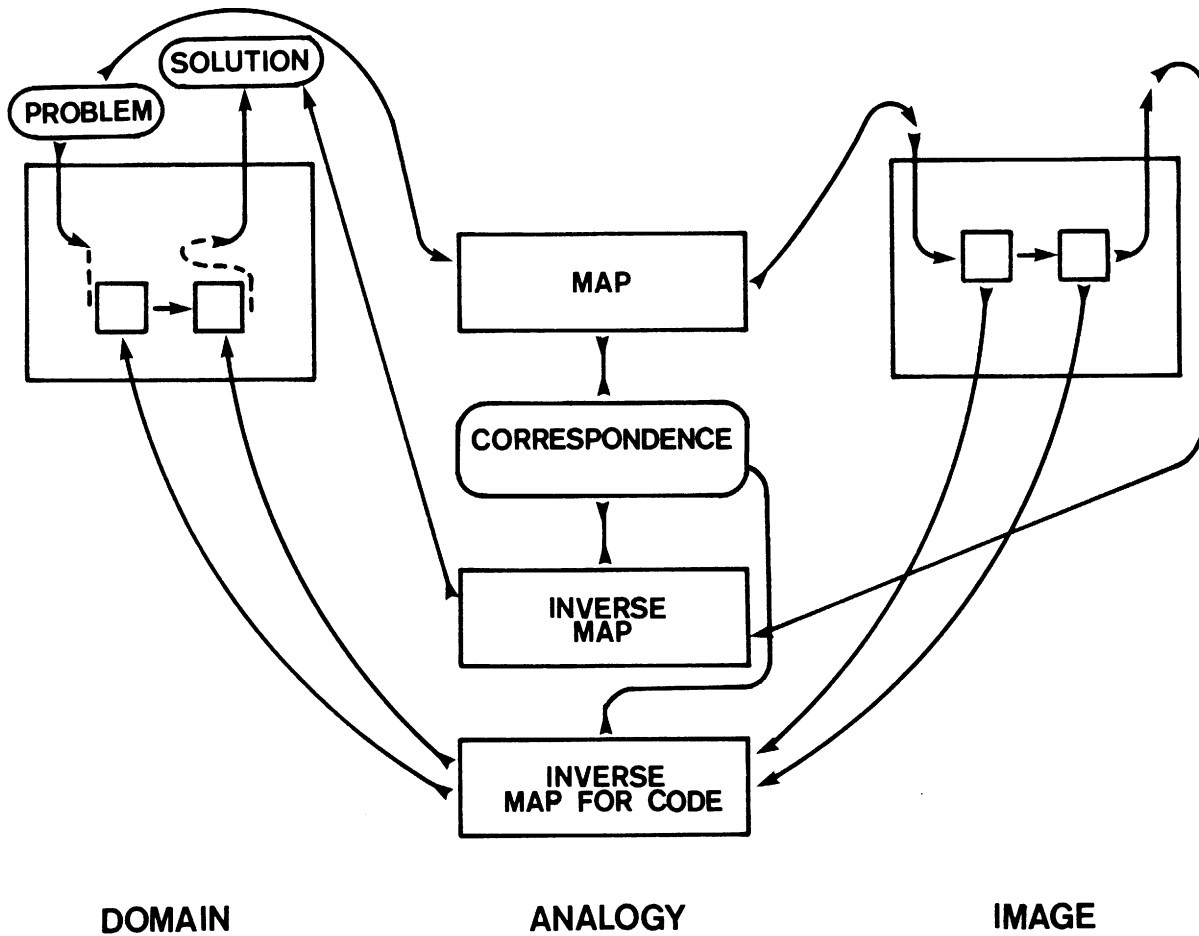 SOLUTION
PROBLEM
MAP
CORRESPONDENCE
INVERSE
MAP
INVERSE
MAP FOR CODE
DOMAIN
ANALOGY
IMAGE